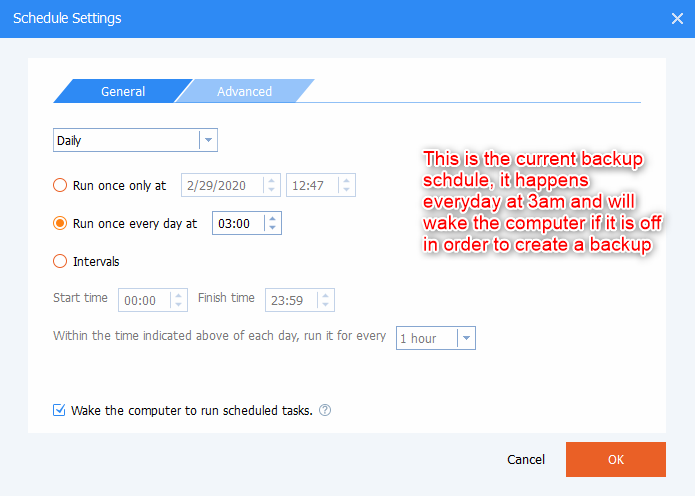 Schedule Settings
General
Advanced
Daily
Run once only at 2/29/2020 12:47
Run once every day at 03:00
Intervals
Start time 00:00 Finish time 23:59
Within the time indicated above of each day, run it for every 1 hour
Wake the computer to run scheduled tasks. ?
This is the current backup
schdule, it happens
everyday at 3am and will
wake the computer if it is off
in order to create a backup
Cancel
OK